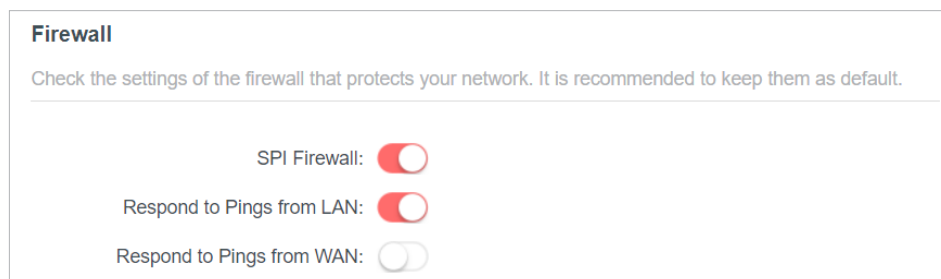 Firewall
Check the settings of the firewall that protects your network. It is recommended to keep them as default.
SPI Firewall:
Respond to Pings from LAN:
Respond to Pings from WAN: